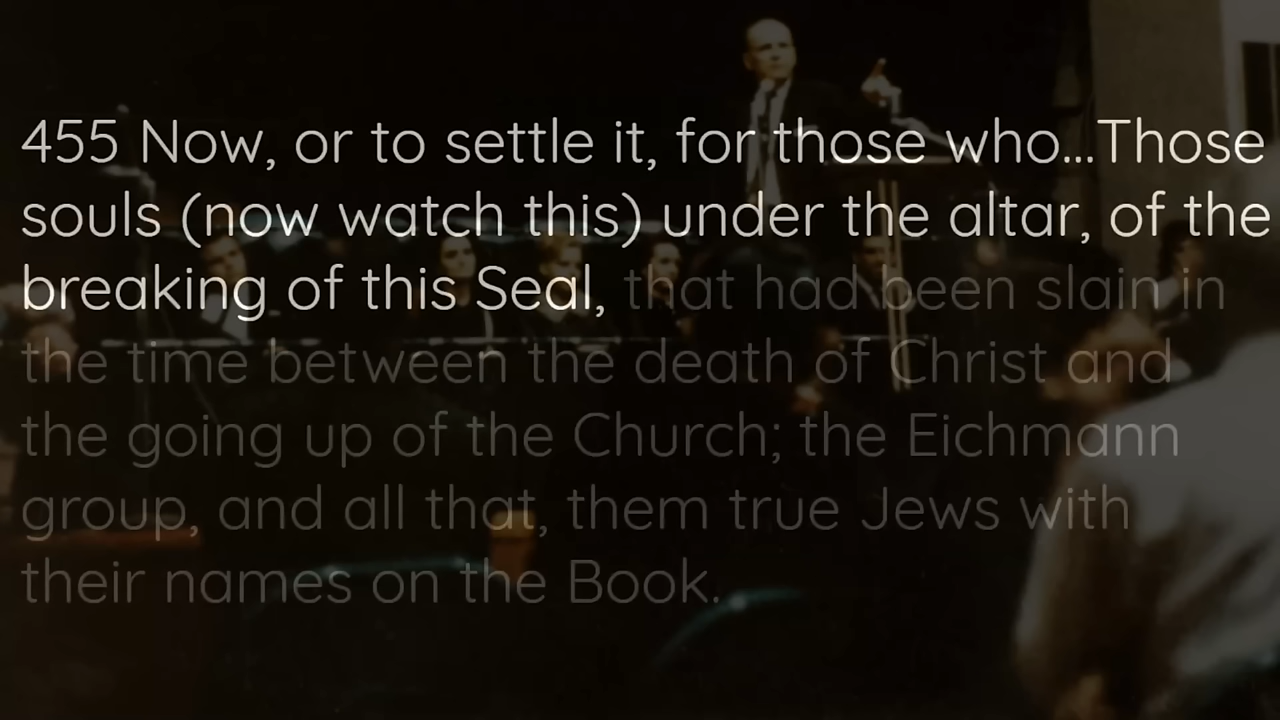 455 Now, or to settle it, for those who...Those
souls (now watch this) under the altar, of the
breaking of this Seal, that had been slain in
the time between the death of Christ and
the going up of the Church; the Eichmann
group, and all that, them true Jews with
their names on the Book.